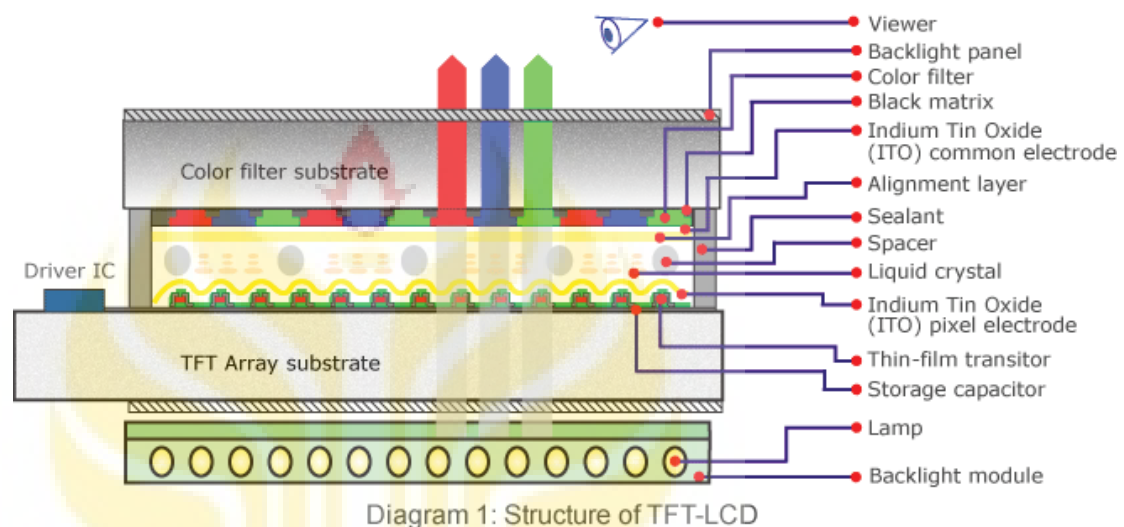 Viewer
Backlight panel
Color filter
Black matrix
Indium Tin Oxide
(ITO) common electrode
Alignment layer
Sealant
Spacer
Liquid crystal
Indium Tin Oxide
(ITO) pixel electrode
Thin-film transitor
Storage capacitor
Lamp
Backlight module
Color filter substrate
Driver IC
TFT Array substrate
Diagram 1: Structure of TFT-LCD